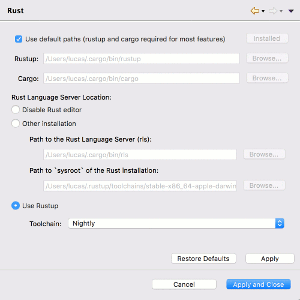 Rust
Use default paths (rustup and cargo required for most features)
Installed
Rustup: /Users/lucas/.cargo/bin/rustup Browse...
Cargo: /Users/lucas/.cargo/bin/cargo Browse...
Rust Language Server Location:
Disable Rust editor
Other installation
Path to the Rust Language Server (rls)
/Users/lucas/.cargo/bin/rls Browse...
Path to `sysroot` of the Rust installation:
/Users/lucas/.rustup/toolchains/stable-x86_64-apple-darwin Browse...
Use Rustup
Toolchain: Nightly
Restore Defaults Apply
Cancel Apply and Close